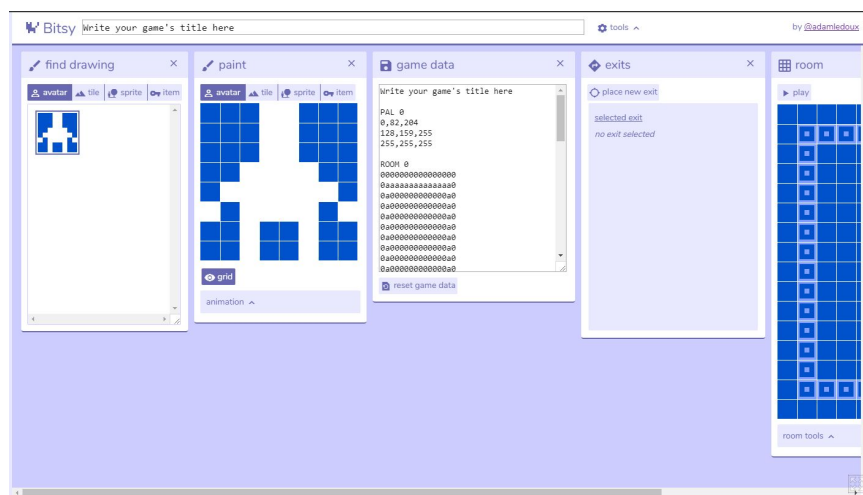 Bitsy
Write your game's title here
tools
by @adamledoux
find drawing
avatar tile sprite item
paint
avatar tile sprite item
grid
animation
game data
Write your game's title here
PAL 0
0,82,204
128,159,255
255,255,255
ROOM 0
0000000000000000
0aaaaaaaaaaaaaa0
0a000000000000a0
0a000000000000a0
0a000000000000a0
0a000000000000a0
0a000000000000a0
0a000000000000a0
0a000000000000a0
reset game data
exits
place new exit
selected exit
no exit selected
room
play
room tools